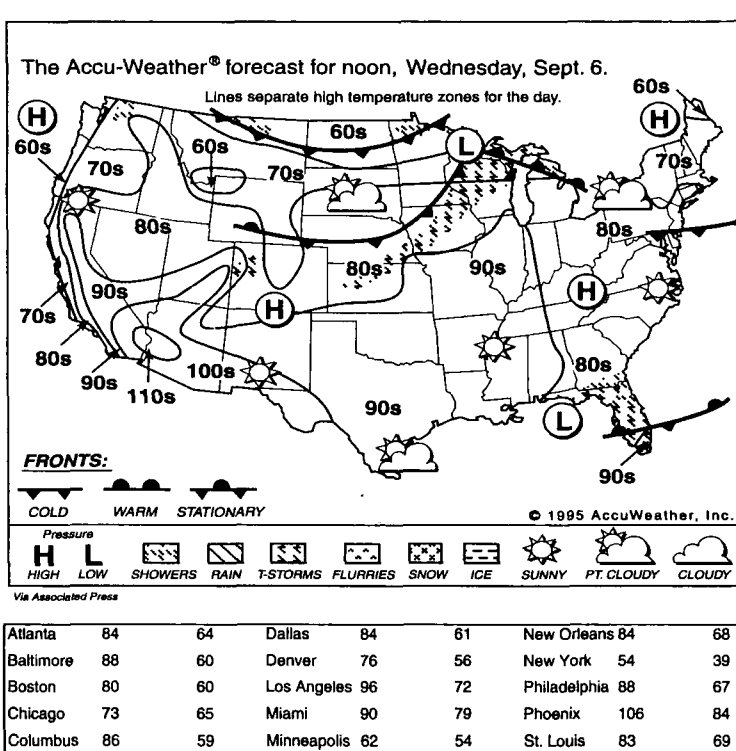 The Accu-Weather® forecast for noon, Wednesday, Sept. 6.
Lines separate high temperature zones for the day.
60s
H
H
60s
60s
L
60s
70s
70s
70s
80s
80s
80s
90s
90s
H
H
70s
80s
80s
90s
100s
110s
90s
L
90s
FRONTS:
COLD WARM STATIONARY
© 1995 AccuWeather, Inc.
Pressure
H L
HIGH LOW SHOWERS RAIN T-STORMS FLURRIES SNOW ICE SUNNY PT. CLOUDY CLOUDY
Via Associated Press
Atlanta 84 64 Dallas 84 61 New Orleans 84 68
Baltimore 88 60 Denver 76 56 New York 54 39
Boston 80 60 Los Angeles 96 72 Philadelphia 88 67
Chicago 73 65 Miami 90 79 Phoenix 106 84
Columbus 86 59 Minneapolis 62 54 St. Louis 83 69